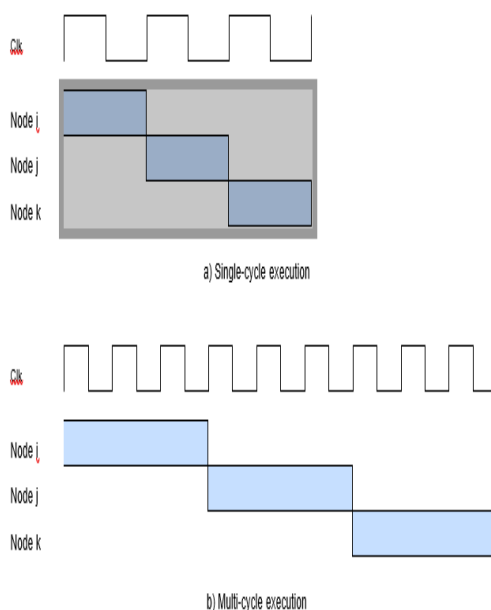 Clk
Node i
Node j
Node k
a) Single-cycle execution
Clk
Node i
Node j
Node k
b) Multi-cycle execution